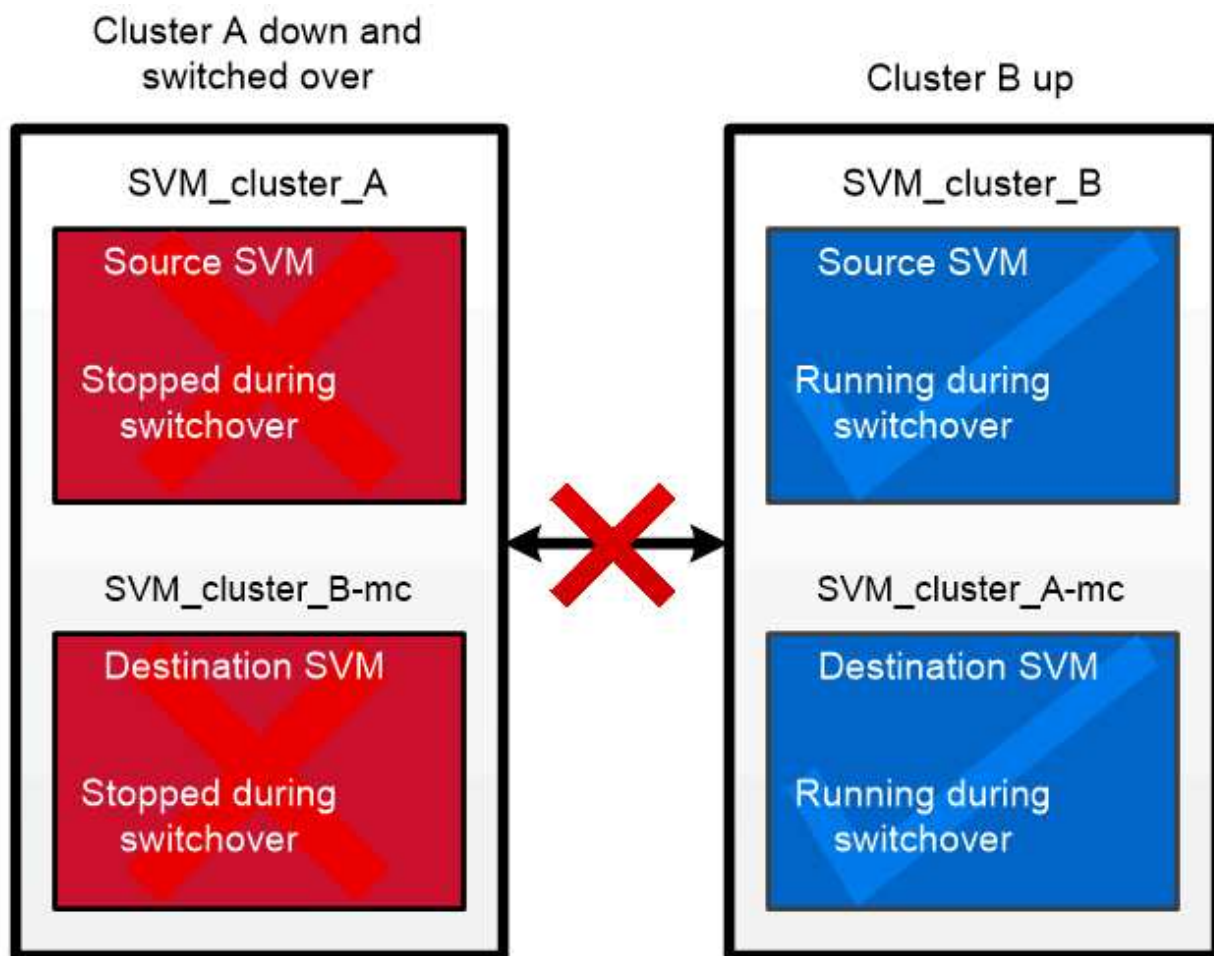 Cluster A down and
switched over
SVM_cluster_A
Source SVM
Stopped during
switchover
SVM_cluster_B-mc
Destination SVM
Stopped during
switchover
Cluster B up
SVM_cluster_B
Source SVM
Running during
switchover
SVM_cluster_A-mc
Destination SVM
Running during
switchover